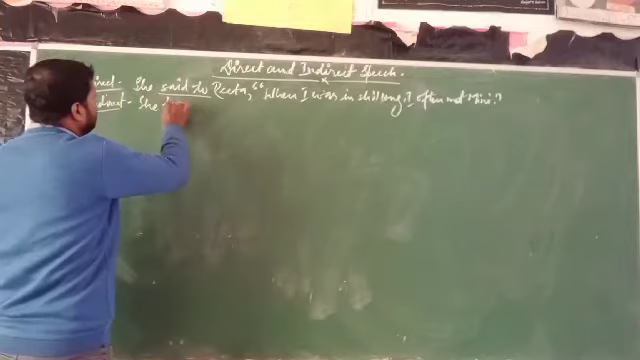 Direct and Indirect Speech.
Direct - She said to Reeta, "When I was in shillong, I often met Mini."
Indirect - She